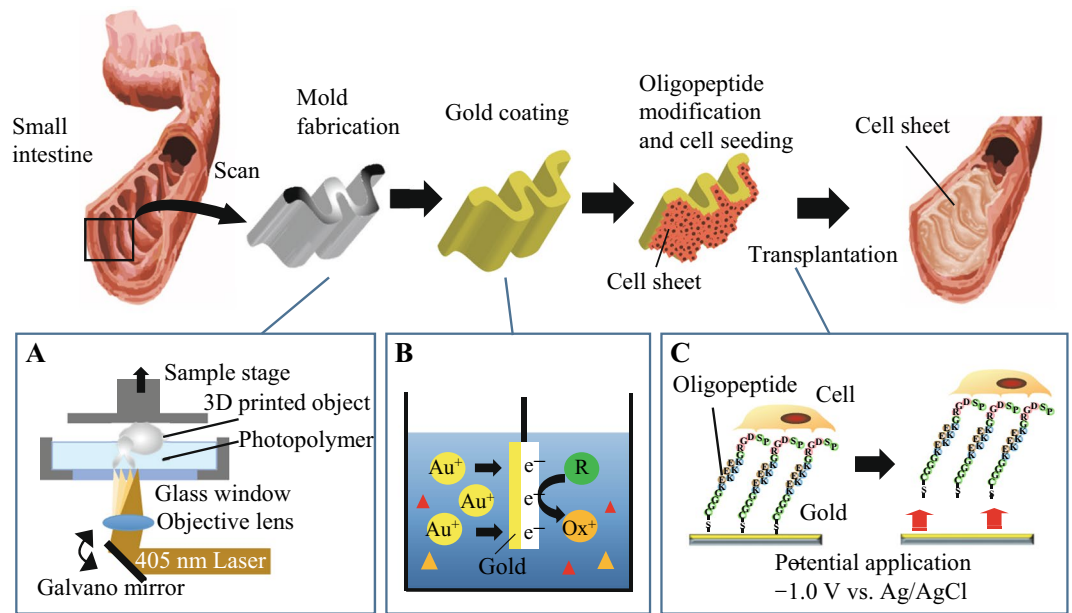 Small
intestine
Scan
Mold
fabrication
Gold coating
Oligopeptide
modification
and cell seeding
Cell sheet
Transplantation
Cell sheet
A
Sample stage
3D printed object
Photopolymer
Glass window
Objective lens
405 nm Laser
Galvano mirror
B
Au⁺ e⁻ R
Au⁺ e⁻
Au⁺ e⁻ Ox⁺
Gold
C
Oligopeptide
Cell
Gold
Potential application
−1.0 V vs. Ag/AgCl